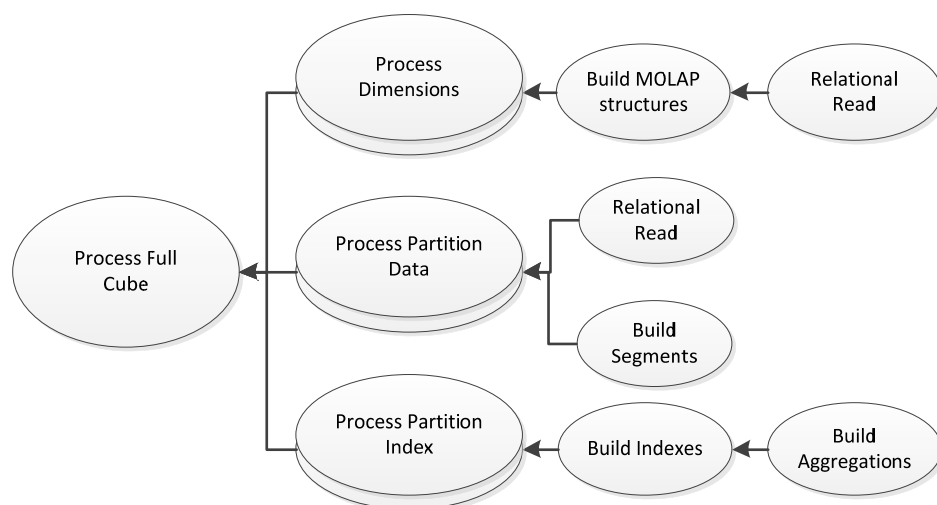 Process
Dimensions
Build MOLAP
structures
Relational
Read
Process Full
Cube
Process Partition
Data
Relational
Read
Build
Segments
Process Partition
Index
Build Indexes
Build
Aggregations